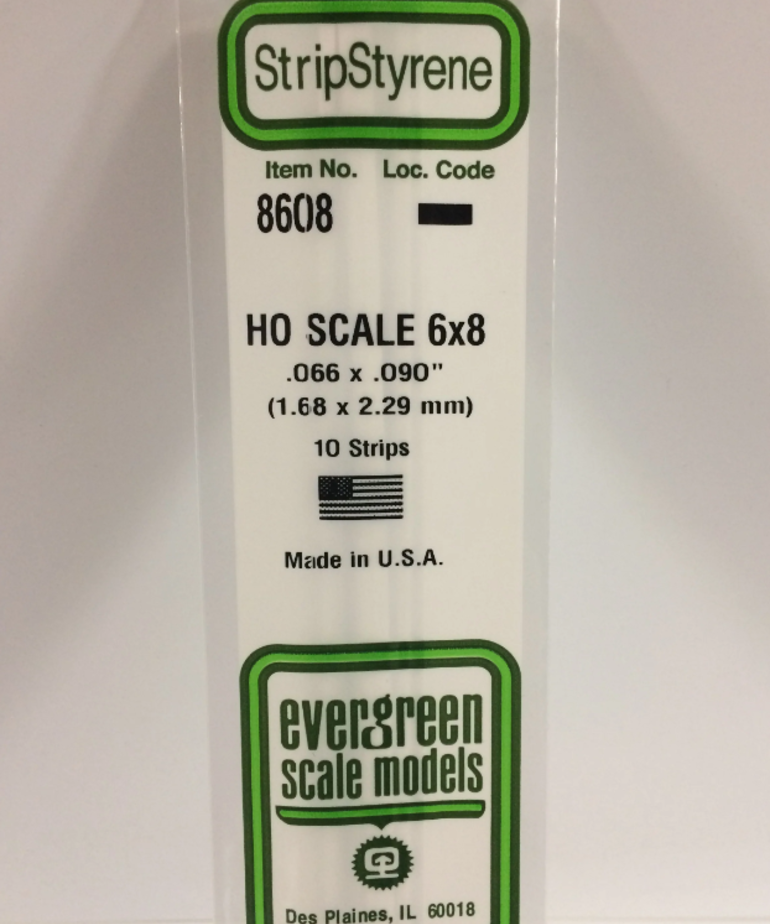 StripStyrene
Item No. Loc. Code
8608
HO SCALE 6x8
.066 x .090"
(1.68 x 2.29 mm)
10 Strips
Made in U.S.A.
evergreen
scale models
Des Plaines, IL 60018